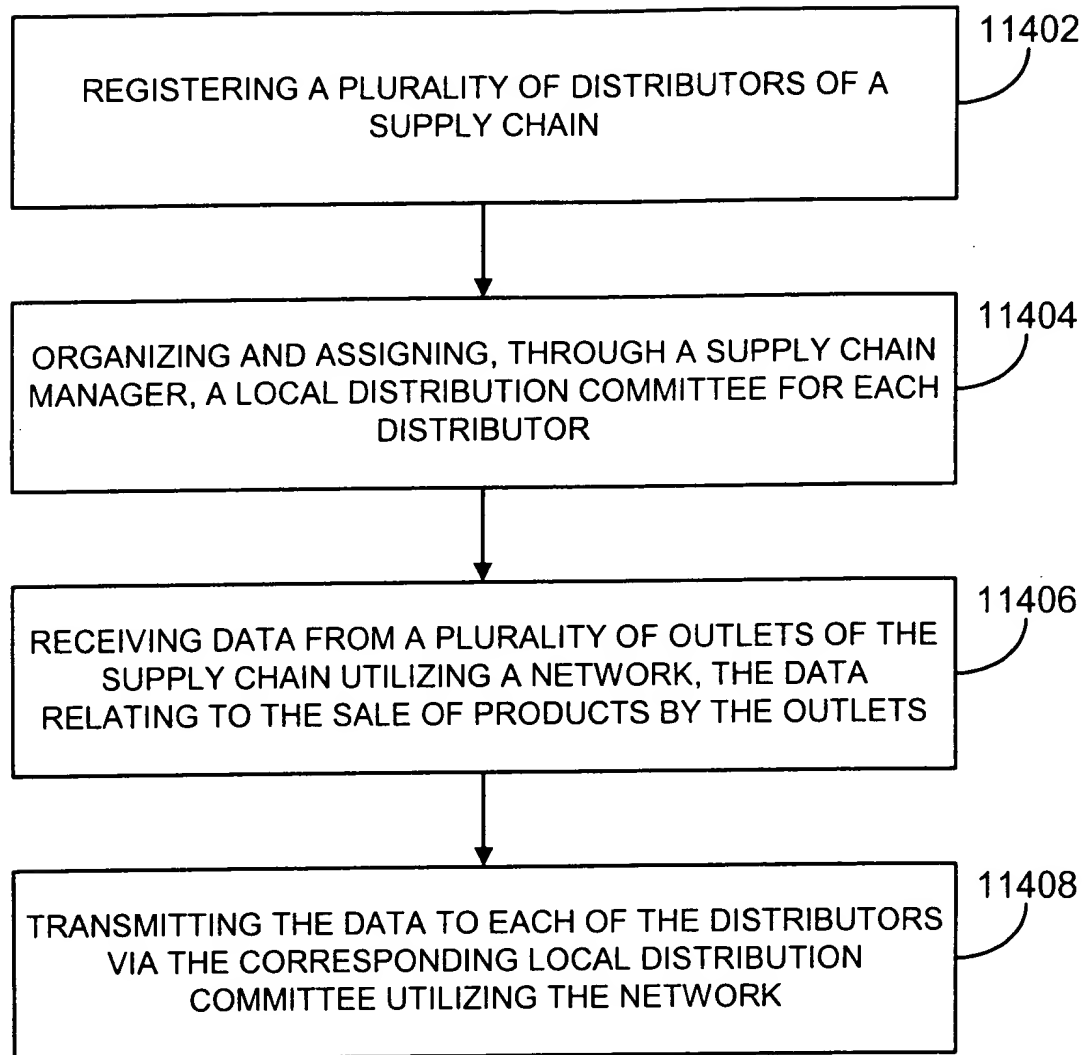 11402
REGISTERING A PLURALITY OF DISTRIBUTORS OF A
SUPPLY CHAIN
11404
ORGANIZING AND ASSIGNING, THROUGH A SUPPLY CHAIN
MANAGER, A LOCAL DISTRIBUTION COMMITTEE FOR EACH
DISTRIBUTOR
11406
RECEIVING DATA FROM A PLURALITY OF OUTLETS OF THE
SUPPLY CHAIN UTILIZING A NETWORK, THE DATA
RELATING TO THE SALE OF PRODUCTS BY THE OUTLETS
11408
TRANSMITTING THE DATA TO EACH OF THE DISTRIBUTORS
VIA THE CORRESPONDING LOCAL DISTRIBUTION
COMMITTEE UTILIZING THE NETWORK